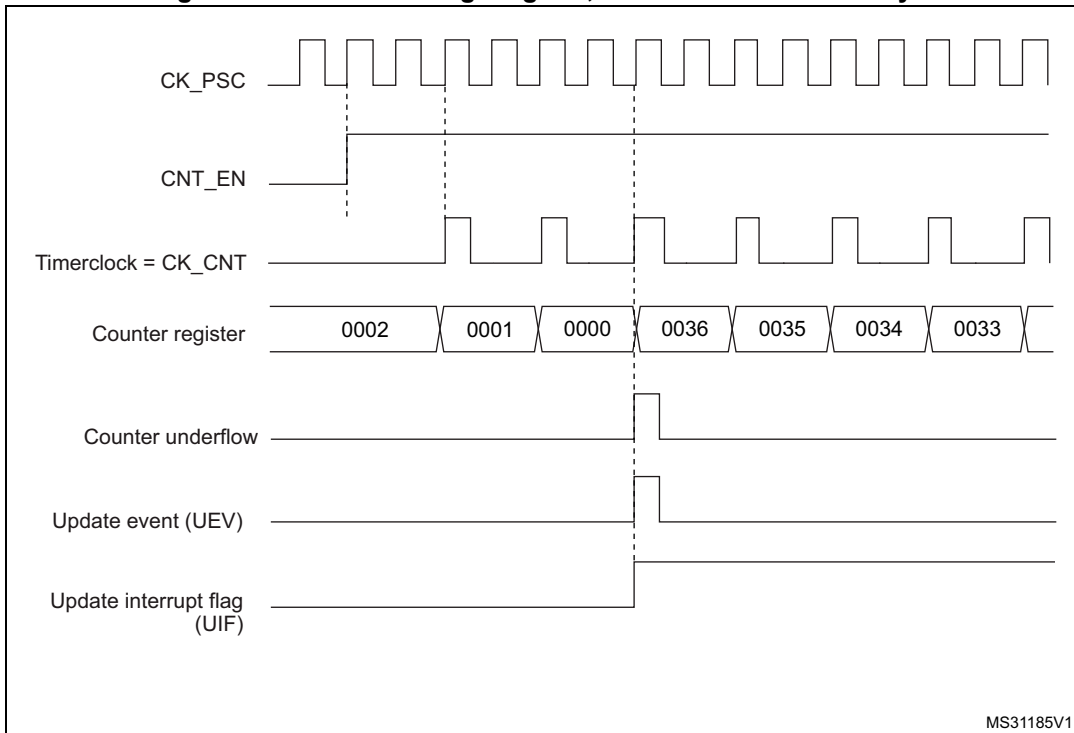 CK_PSC
CNT_EN
Timerclock = CK_CNT
Counter register 0002 0001 0000 0036 0035 0034 0033
Counter underflow
Update event (UEV)
Update interrupt flag
(UIF)
MS31185V1